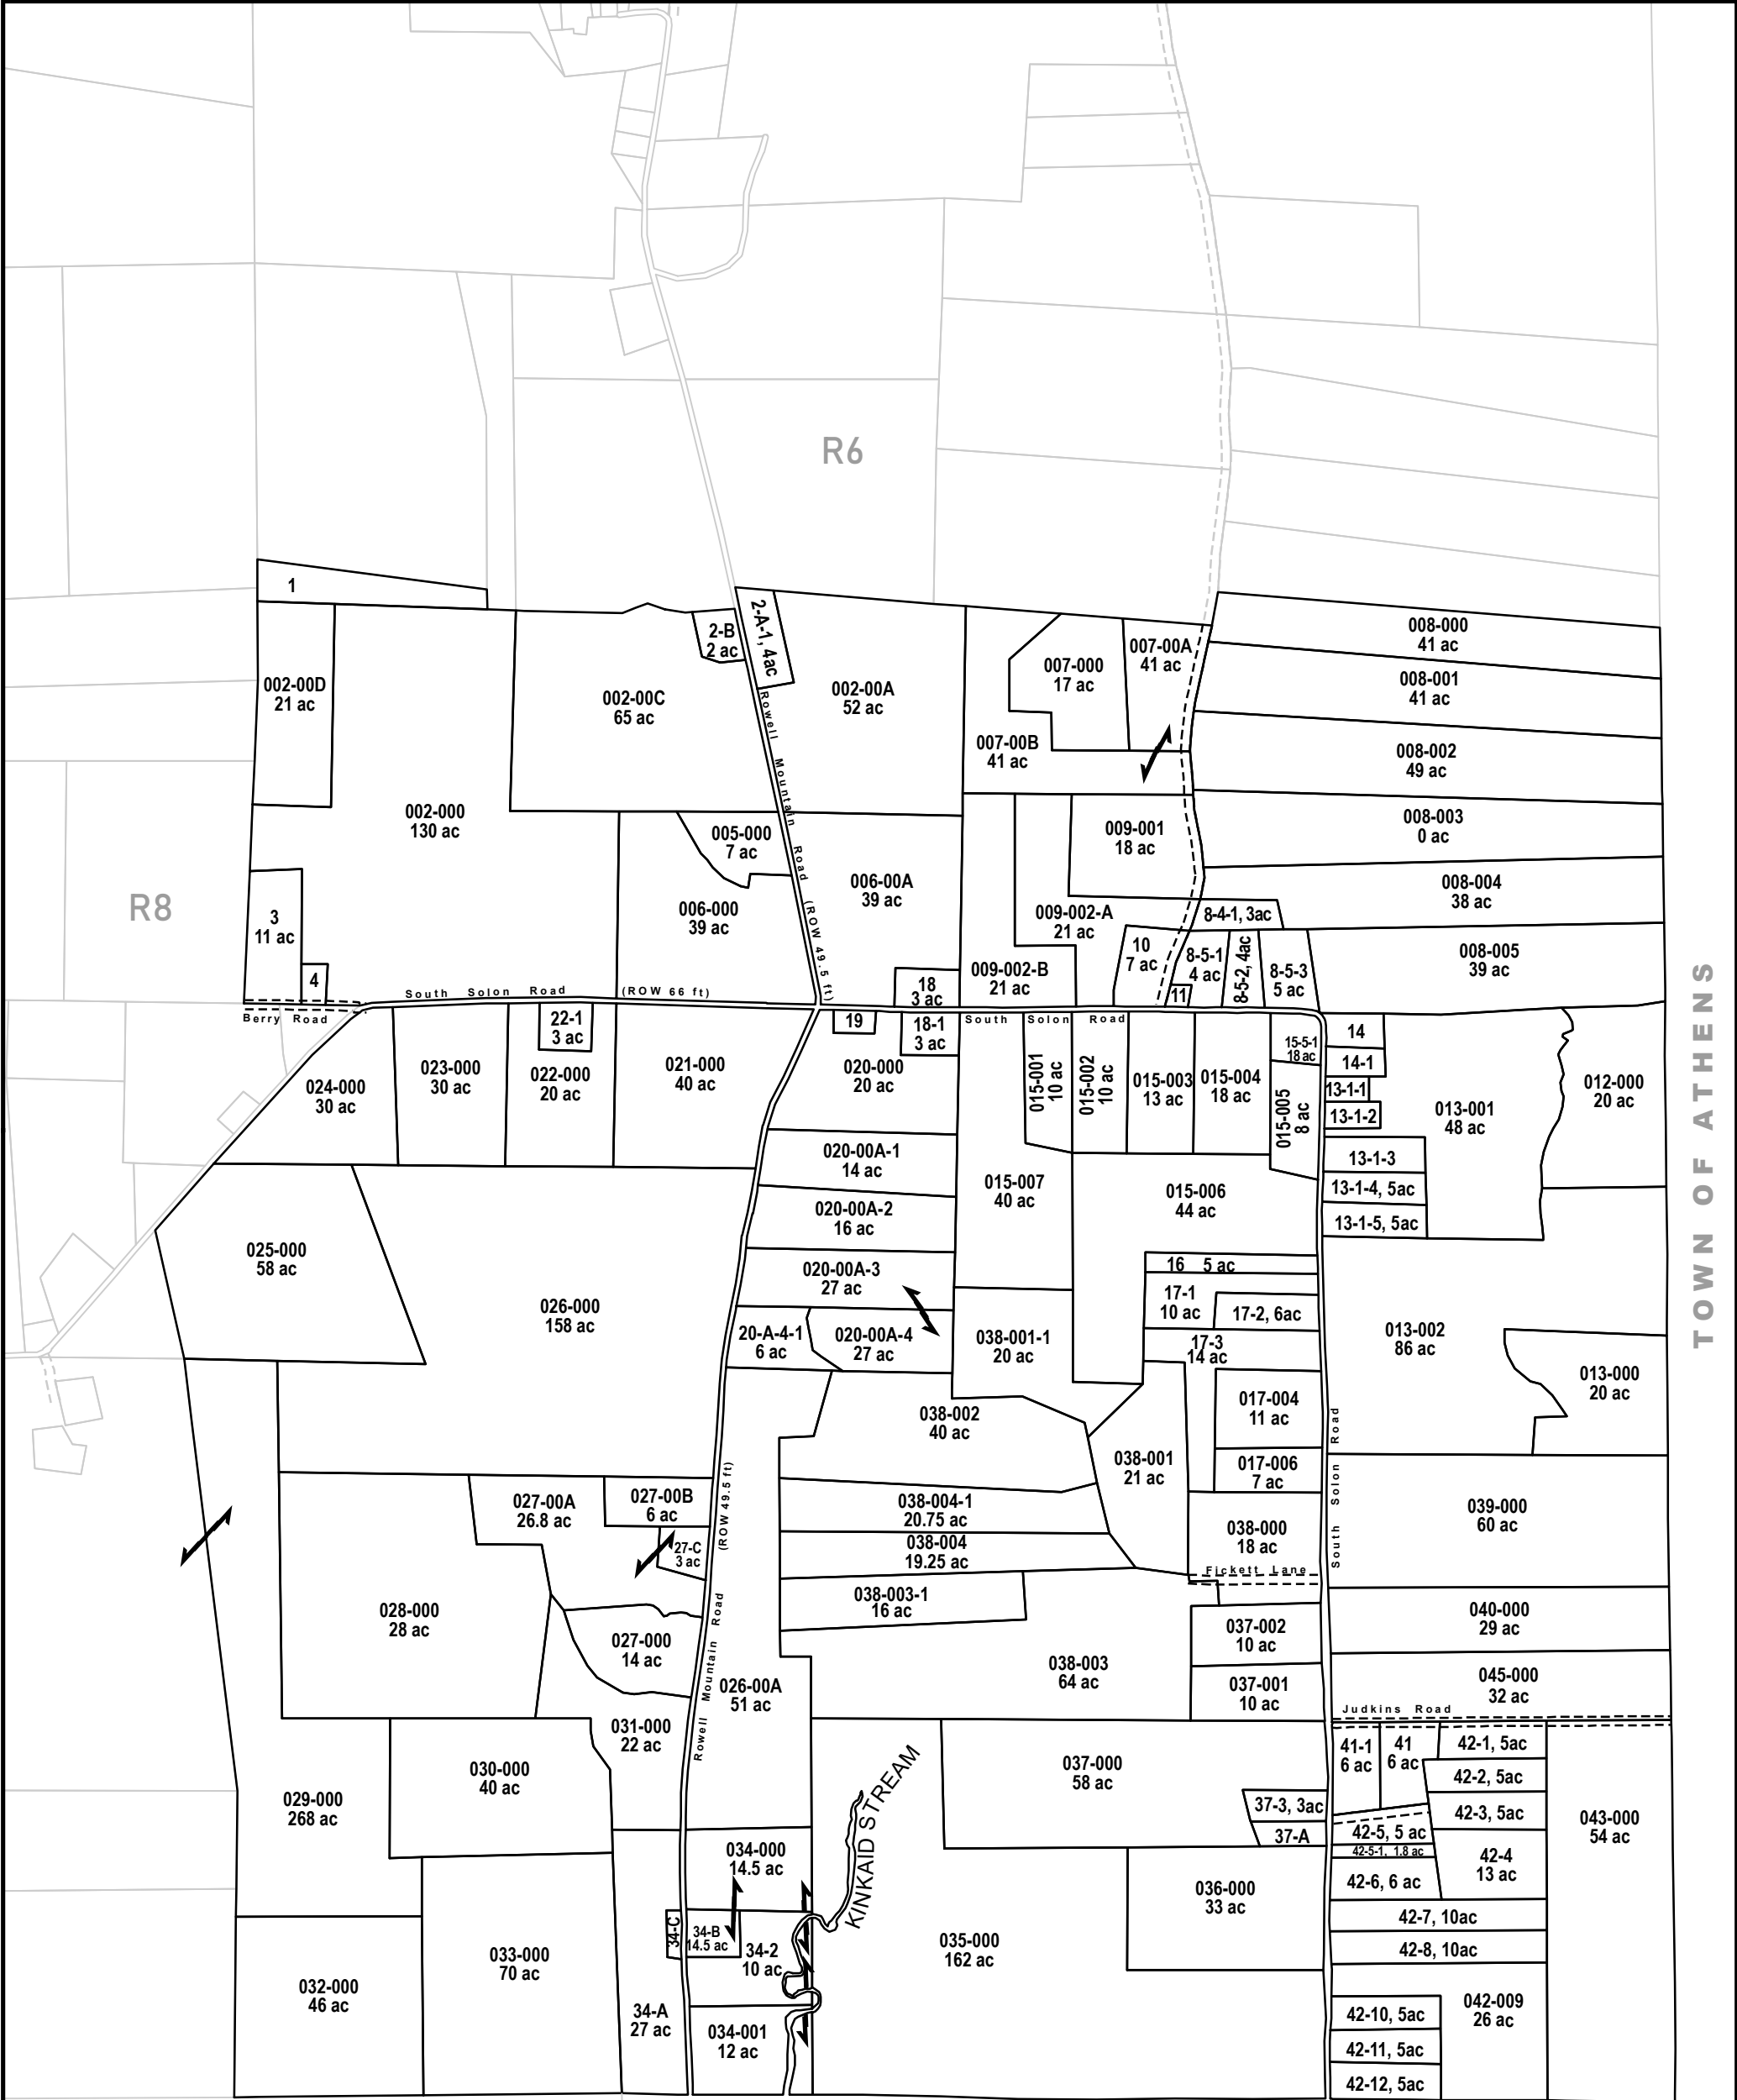 R6
1
2-B
2 ac
2-A-1, 4ac
002-00D
21 ac
002-00C
65 ac
002-00A
52 ac
007-000
17 ac
007-00A
41 ac
007-00B
41 ac
008-000
41 ac
008-001
41 ac
008-002
49 ac
008-003
0 ac
008-004
38 ac
008-005
39 ac
002-000
130 ac
005-000
7 ac
006-000
39 ac
006-00A
39 ac
009-001
18 ac
009-002-A
21 ac
009-002-B
21 ac
8-4-1, 3ac
10
7 ac
8-5-1
4 ac
8-5-2, 4ac
8-5-3
5 ac
11
R8
3
11 ac
4
18
3 ac
Rowell Mountain Road (ROW 49.5 ft)
South Solon Road (ROW 66 ft)
Berry Road
TOWN OF ATHENS
19
18-1
3 ac
South Solon Road
22-1
3 ac
024-000
30 ac
023-000
30 ac
022-000
20 ac
021-000
40 ac
020-000
20 ac
015-001
10 ac
015-002
10 ac
015-003
13 ac
015-004
18 ac
15-5-1
18 ac
015-005
8 ac
14
14-1
13-1-1
13-1-2
13-1-3
13-1-4, 5ac
13-1-5, 5ac
013-001
48 ac
012-000
20 ac
020-00A-1
14 ac
020-00A-2
16 ac
020-00A-3
27 ac
20-A-4-1
6 ac
020-00A-4
27 ac
015-007
40 ac
015-006
44 ac
025-000
58 ac
026-000
158 ac
16 5 ac
17-1
10 ac
17-2, 6ac
17-3
14 ac
017-004
11 ac
017-006
7 ac
038-001-1
20 ac
013-002
86 ac
013-000
20 ac
038-002
40 ac
038-001
21 ac
038-004-1
20.75 ac
038-004
19.25 ac
038-003-1
16 ac
038-000
18 ac
Fickett Lane
South Solon Road
039-000
60 ac
027-00A
26.8 ac
027-00B
6 ac
27-C
3 ac
028-000
28 ac
027-000
14 ac
Rowell Mountain Road (ROW 49.5 ft)
026-00A
51 ac
038-003
64 ac
037-002
10 ac
037-001
10 ac
040-000
29 ac
045-000
32 ac
Judkins Road
031-000
22 ac
030-000
40 ac
029-000
268 ac
037-000
58 ac
37-3, 3ac
37-A
41-1
6 ac
41
6 ac
42-1, 5ac
42-2, 5ac
42-3, 5ac
42-5, 5 ac
42-5-1, 1.8 ac
42-4
13 ac
42-6, 6 ac
42-7, 10ac
42-8, 10ac
043-000
54 ac
034-000
14.5 ac
KINKAID STREAM
036-000
33 ac
34-C
34-B
14.5 ac
34-2
10 ac
035-000
162 ac
033-000
70 ac
032-000
46 ac
34-A
27 ac
034-001
12 ac
042-009
26 ac
42-10, 5ac
42-11, 5ac
42-12, 5ac